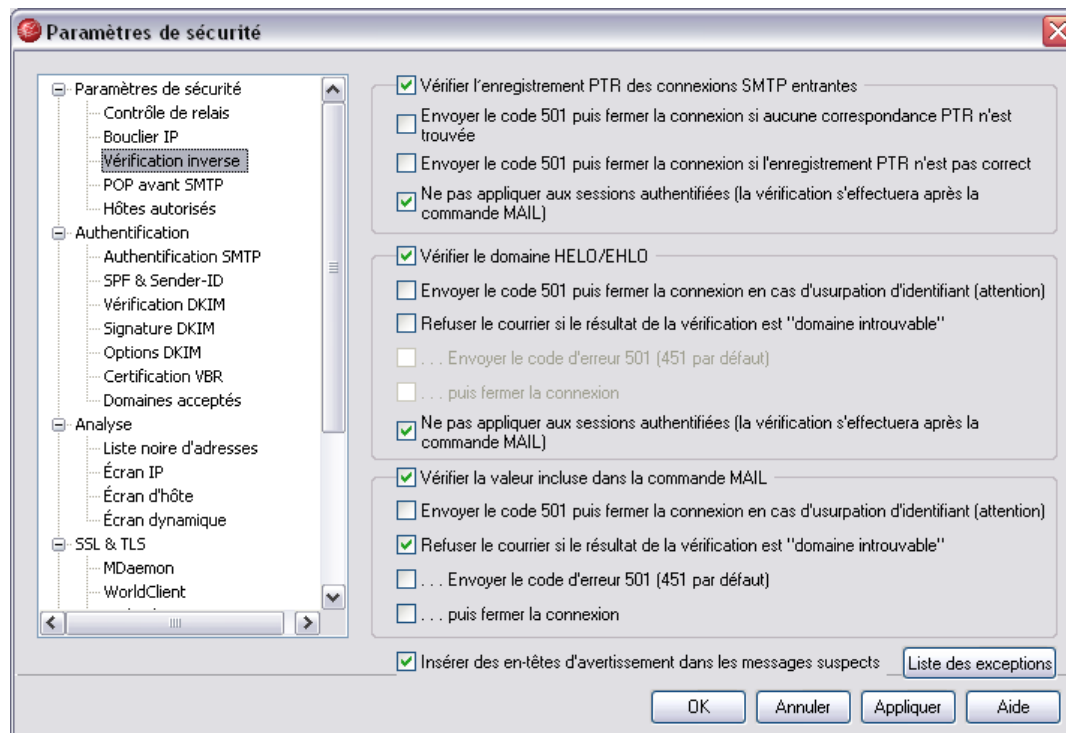 Paramètres de sécurité
Paramètres de sécurité
Contrôle de relais
Bouclier IP
Vérification inverse
POP avant SMTP
Hôtes autorisés
Authentification
Authentification SMTP
SPF & Sender-ID
Vérification DKIM
Signature DKIM
Options DKIM
Certification VBR
Domaines acceptés
Analyse
Liste noire d'adresses
Écran IP
Écran d'hôte
Écran dynamique
SSL & TLS
MDaemon
WorldClient
Vérifier l'enregistrement PTR des connexions SMTP entrantes
Envoyer le code 501 puis fermer la connexion si aucune correspondance PTR n'est
trouvée
Envoyer le code 501 puis fermer la connexion si l'enregistrement PTR n'est pas correct
Ne pas appliquer aux sessions authentifiées (la vérification s'effectuera après la
commande MAIL)
Vérifier le domaine HELO/EHLO
Envoyer le code 501 puis fermer la connexion en cas d'usurpation d'identifiant (attention)
Refuser le courrier si le résultat de la vérification est "domaine introuvable"
. . . Envoyer le code d'erreur 501 (451 par défaut)
. . . puis fermer la connexion
Ne pas appliquer aux sessions authentifiées (la vérification s'effectuera après la
commande MAIL)
Vérifier la valeur incluse dans la commande MAIL
Envoyer le code 501 puis fermer la connexion en cas d'usurpation d'identifiant (attention)
Refuser le courrier si le résultat de la vérification est "domaine introuvable"
. . . Envoyer le code d'erreur 501 (451 par défaut)
. . . puis fermer la connexion
Insérer des en-têtes d'avertissement dans les messages suspects
Liste des exceptions
OK
Annuler
Appliquer
Aide